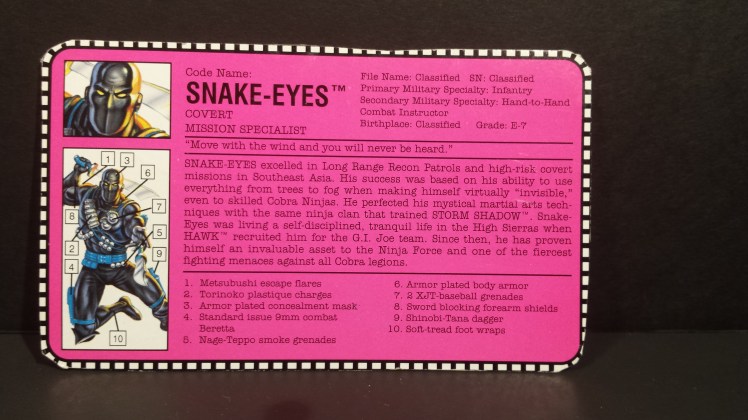 Code Name:
SNAKE-EYES™
COVERT
MISSION SPECIALIST
File Name: Classified SN: Classified
Primary Military Specialty: Infantry
Secondary Military Specialty: Hand-to-Hand
Combat Instructor
Birthplace: Classified Grade: E-7
"Move with the wind and you will never be heard."
SNAKE-EYES excelled in Long Range Recon Patrols and high-risk covert
missions in Southeast Asia. His success was based on his ability to use
everything from trees to fog when making himself virtually "invisible,"
even to skilled Cobra Ninjas. He perfected his mystical martial arts tech-
niques with the same ninja clan that trained STORM SHADOW™. Snake-
Eyes was living a self-disciplined, tranquil life in the High Sierras when
HAWK™ recruited him for the G.I. Joe team. Since then, he has proven
himself an invaluable asset to the Ninja Force and one of the fiercest
fighting menaces against all Cobra legions.
1. Metsubushi escape flares
2. Torinoko plastique charges
3. Armor plated concealment mask
4. Standard issue 9mm combat
Beretta
5. Nage-Teppo smoke grenades
6. Armor plated body armor
7. 2 X/JT-baseball grenades
8. Sword blocking forearm shields
9. Shinobi-Tana dagger
10. Soft-tread foot wraps
1 3
6
7
8
5
2
9
4
10